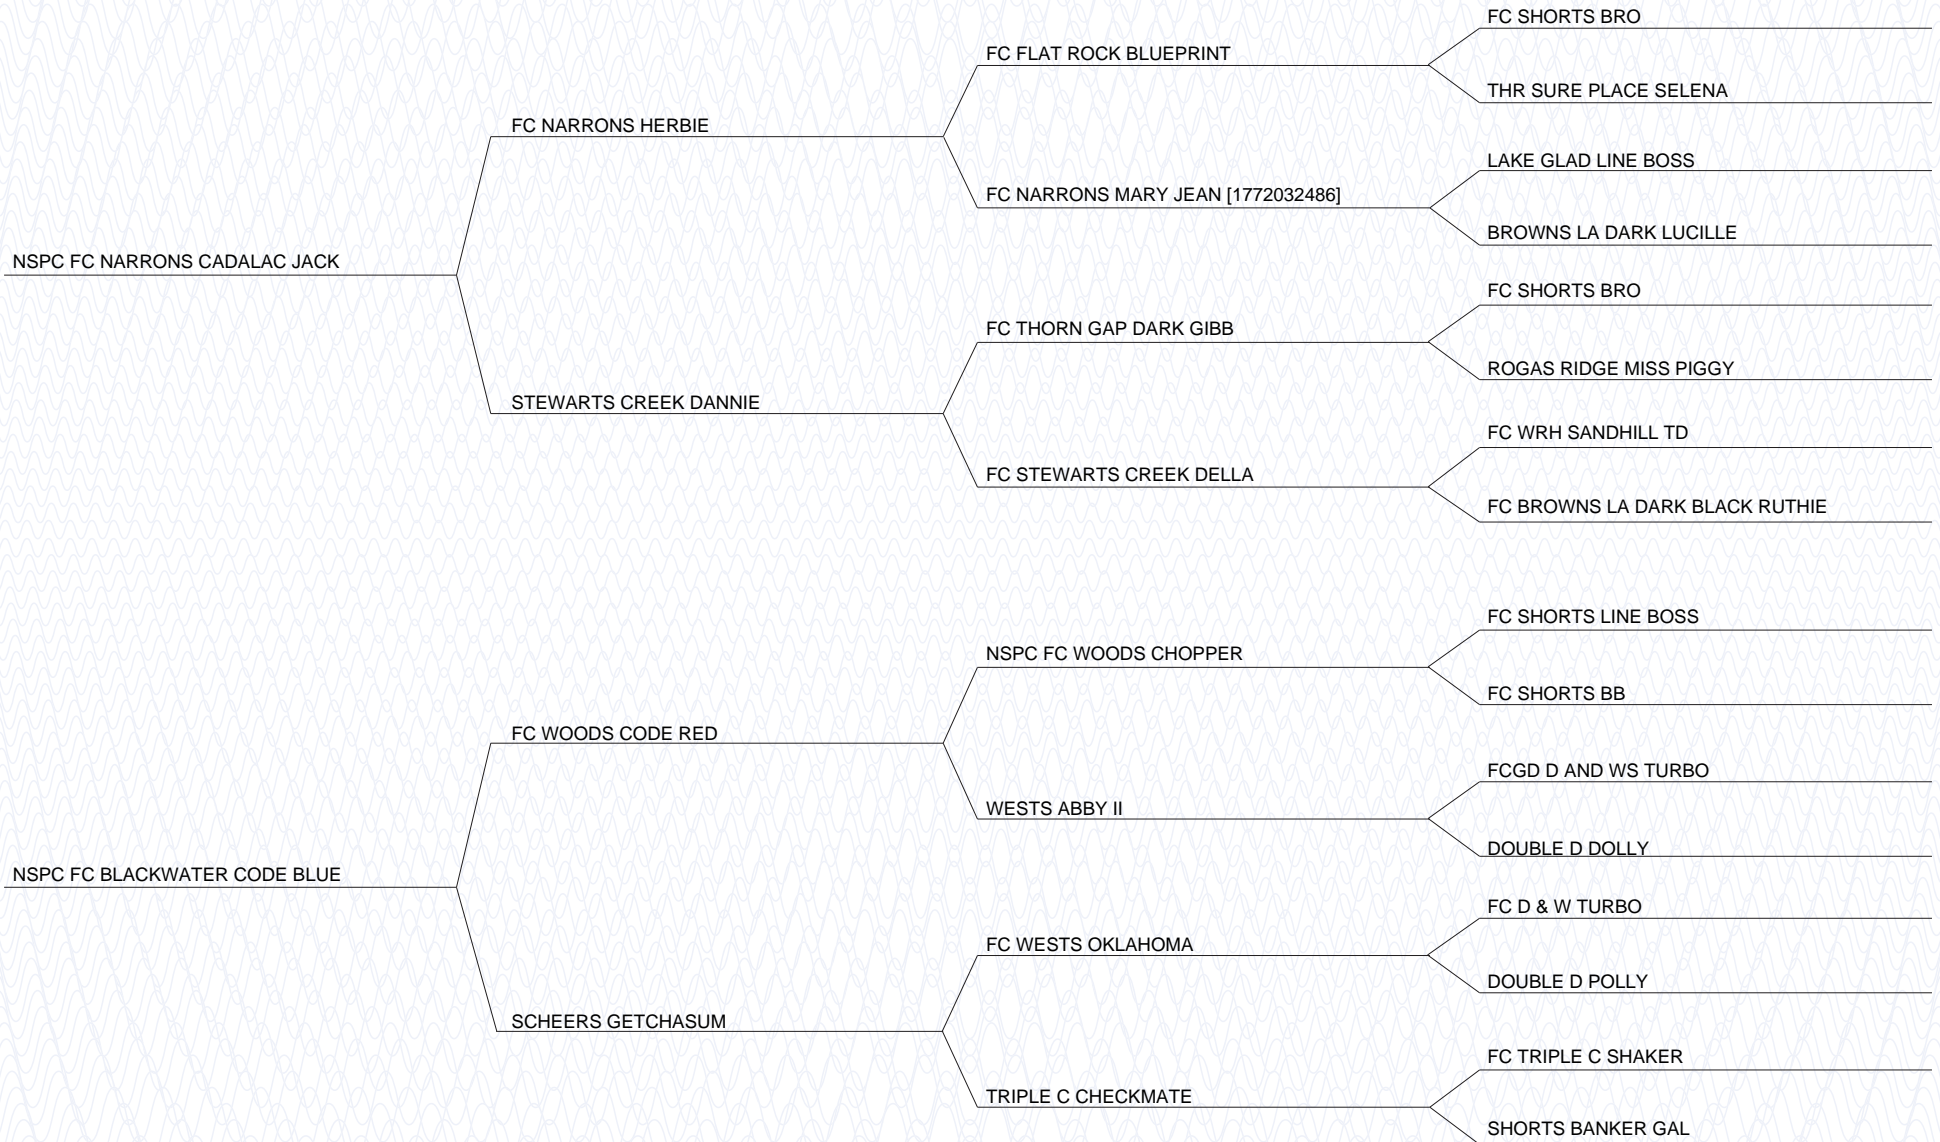 FC SHORTS BRO
FC FLAT ROCK BLUEPRINT
THR SURE PLACE SELENA
FC NARRONS HERBIE
LAKE GLAD LINE BOSS
FC NARRONS MARY JEAN [1772032486]
BROWNS LA DARK LUCILLE
NSPC FC NARRONS CADALAC JACK
FC SHORTS BRO
FC THORN GAP DARK GIBB
ROGAS RIDGE MISS PIGGY
STEWARTS CREEK DANNIE
FC WRH SANDHILL TD
FC STEWARTS CREEK DELLA
FC BROWNS LA DARK BLACK RUTHIE
FC SHORTS LINE BOSS
NSPC FC WOODS CHOPPER
FC SHORTS BB
FC WOODS CODE RED
FCGD D AND WS TURBO
WESTS ABBY II
DOUBLE D DOLLY
NSPC FC BLACKWATER CODE BLUE
FC D & W TURBO
FC WESTS OKLAHOMA
DOUBLE D POLLY
SCHEERS GETCHASUM
FC TRIPLE C SHAKER
TRIPLE C CHECKMATE
SHORTS BANKER GAL